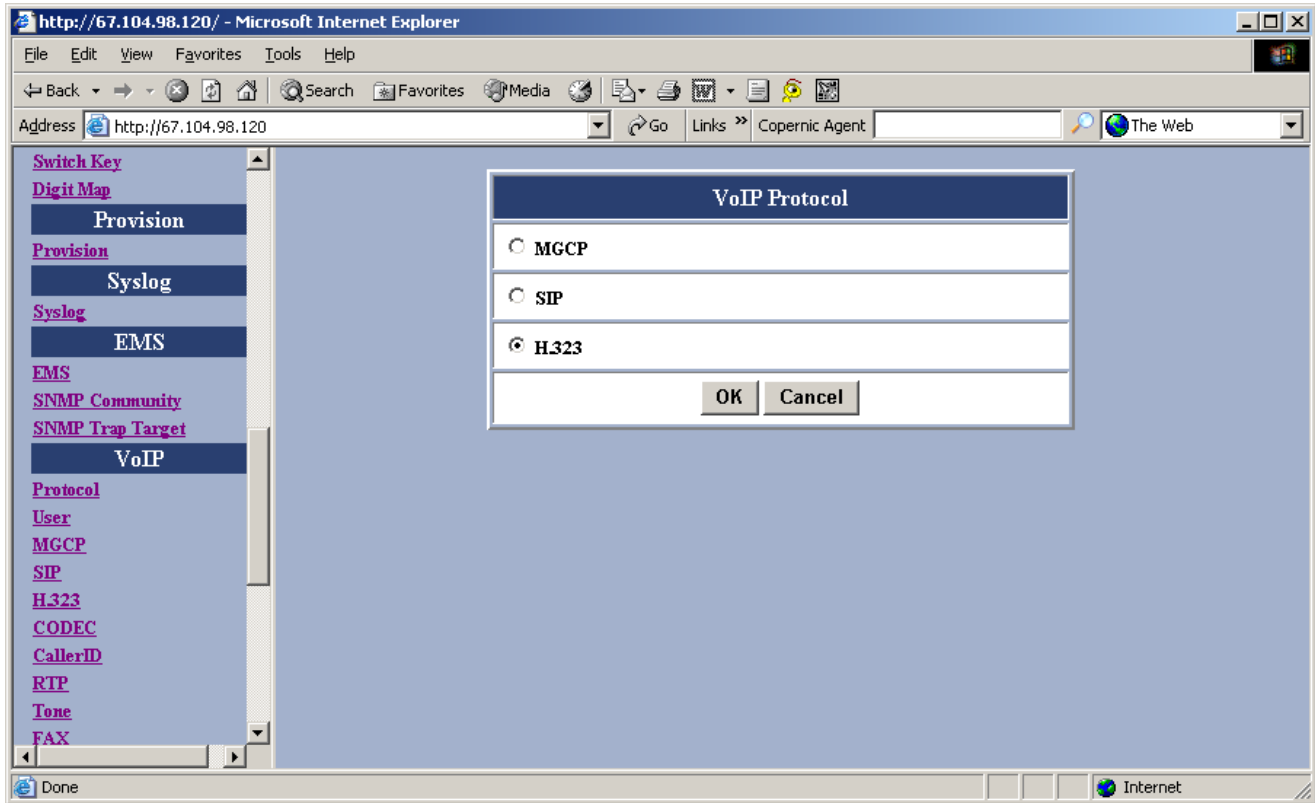 http://67.104.98.120/ - Microsoft Internet Explorer
File Edit View Favorites Tools Help
Back Search Favorites Media
Address http://67.104.98.120 Go Links » Copernic Agent The Web
Switch Key
Digit Map
Provision
Provision
Syslog
Syslog
EMS
EMS
SNMP Community
SNMP Trap Target
VoIP
Protocol
User
MGCP
SIP
H.323
CODEC
CallerID
RTP
Tone
FAX
VoIP Protocol
MGCP
SIP
H.323
OK Cancel
Done Internet